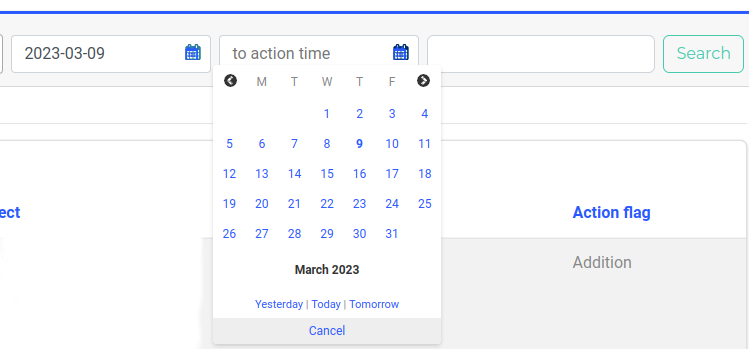 2023-03-09 to action time Search
M T W T F
1 2 3 4
5 6 7 8 9 10 11
12 13 14 15 16 17 18
19 20 21 22 23 24 25
26 27 28 29 30 31
ect Action flag
March 2023
Addition
Yesterday | Today | Tomorrow
Cancel